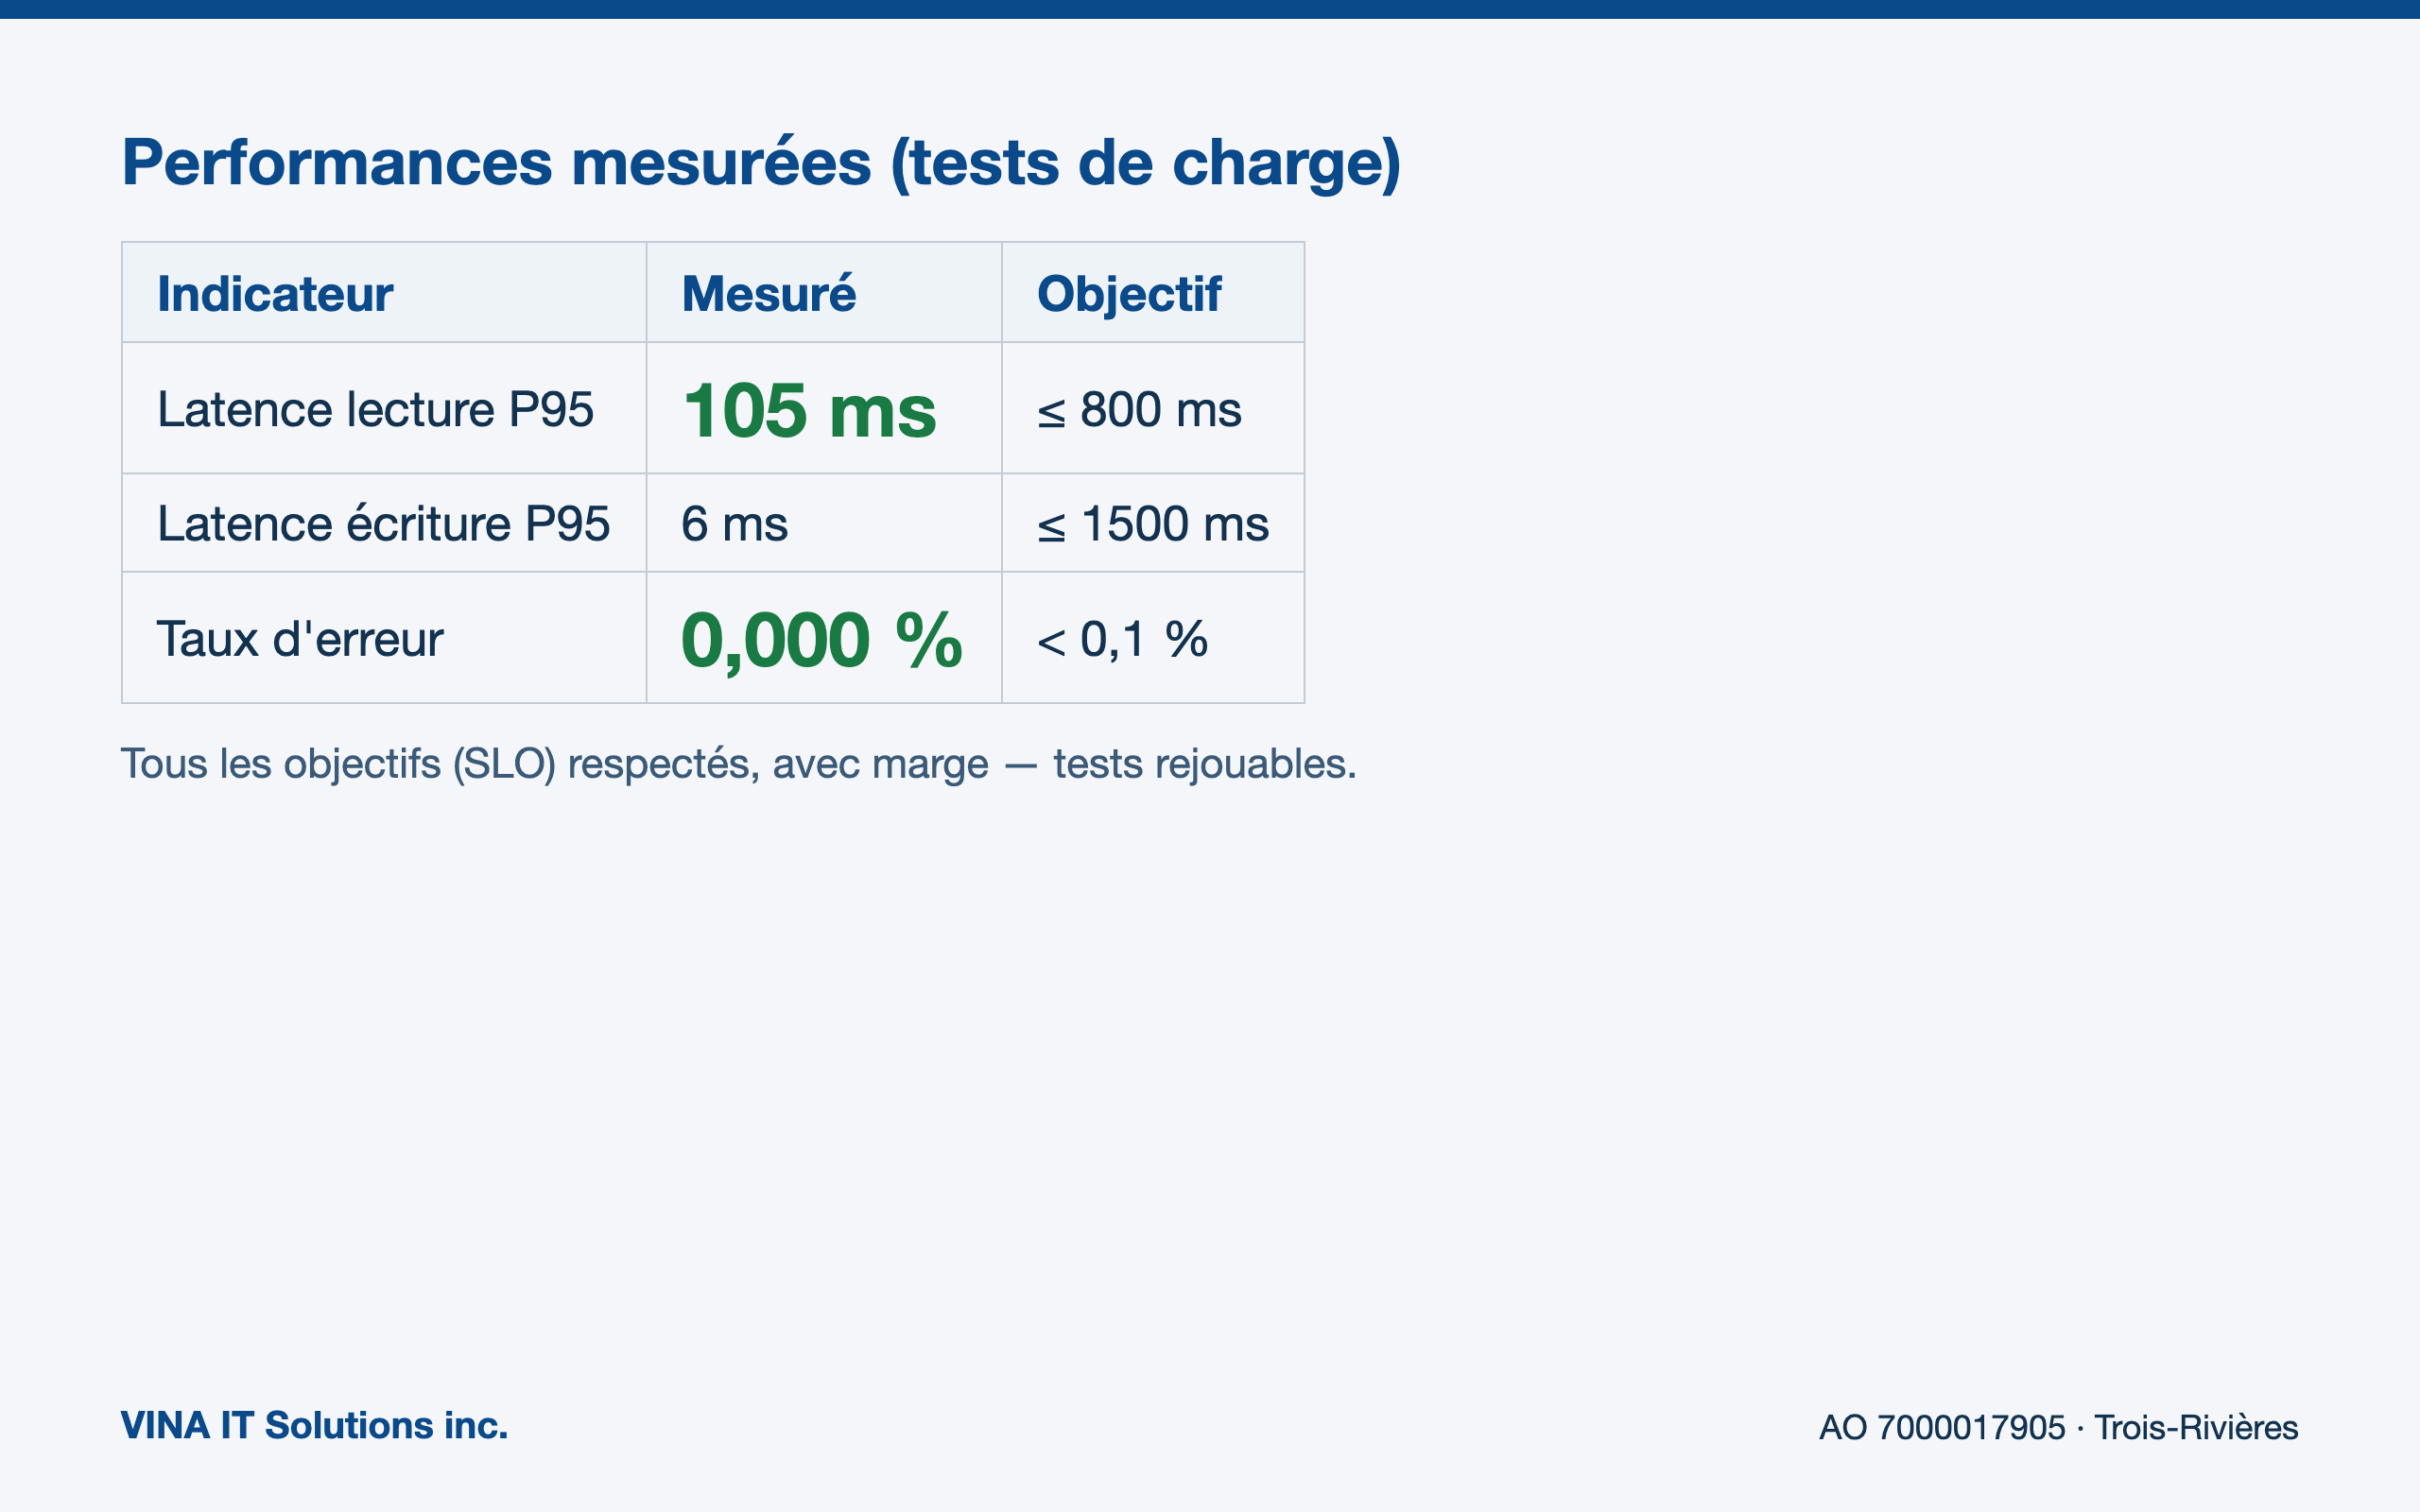 Performances mesurées (tests de charge)
Indicateur Mesuré Objectif
Latence lecture P95 105 ms ≤ 800 ms
Latence écriture P95 6 ms ≤ 1500 ms
Taux d'erreur 0,000 % < 0,1 %
Tous les objectifs (SLO) respectés, avec marge — tests rejouables.
VINA IT Solutions inc. AO 7000017905 · Trois-Rivières